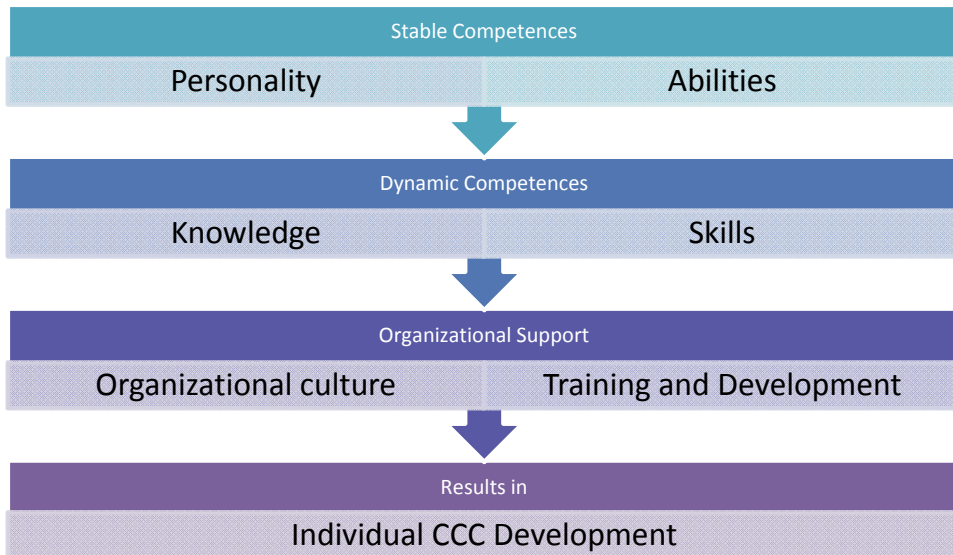 Stable Competences
Personality Abilities
Dynamic Competences
Knowledge Skills
Organizational Support
Organizational culture Training and Development
Results in
Individual CCC Development